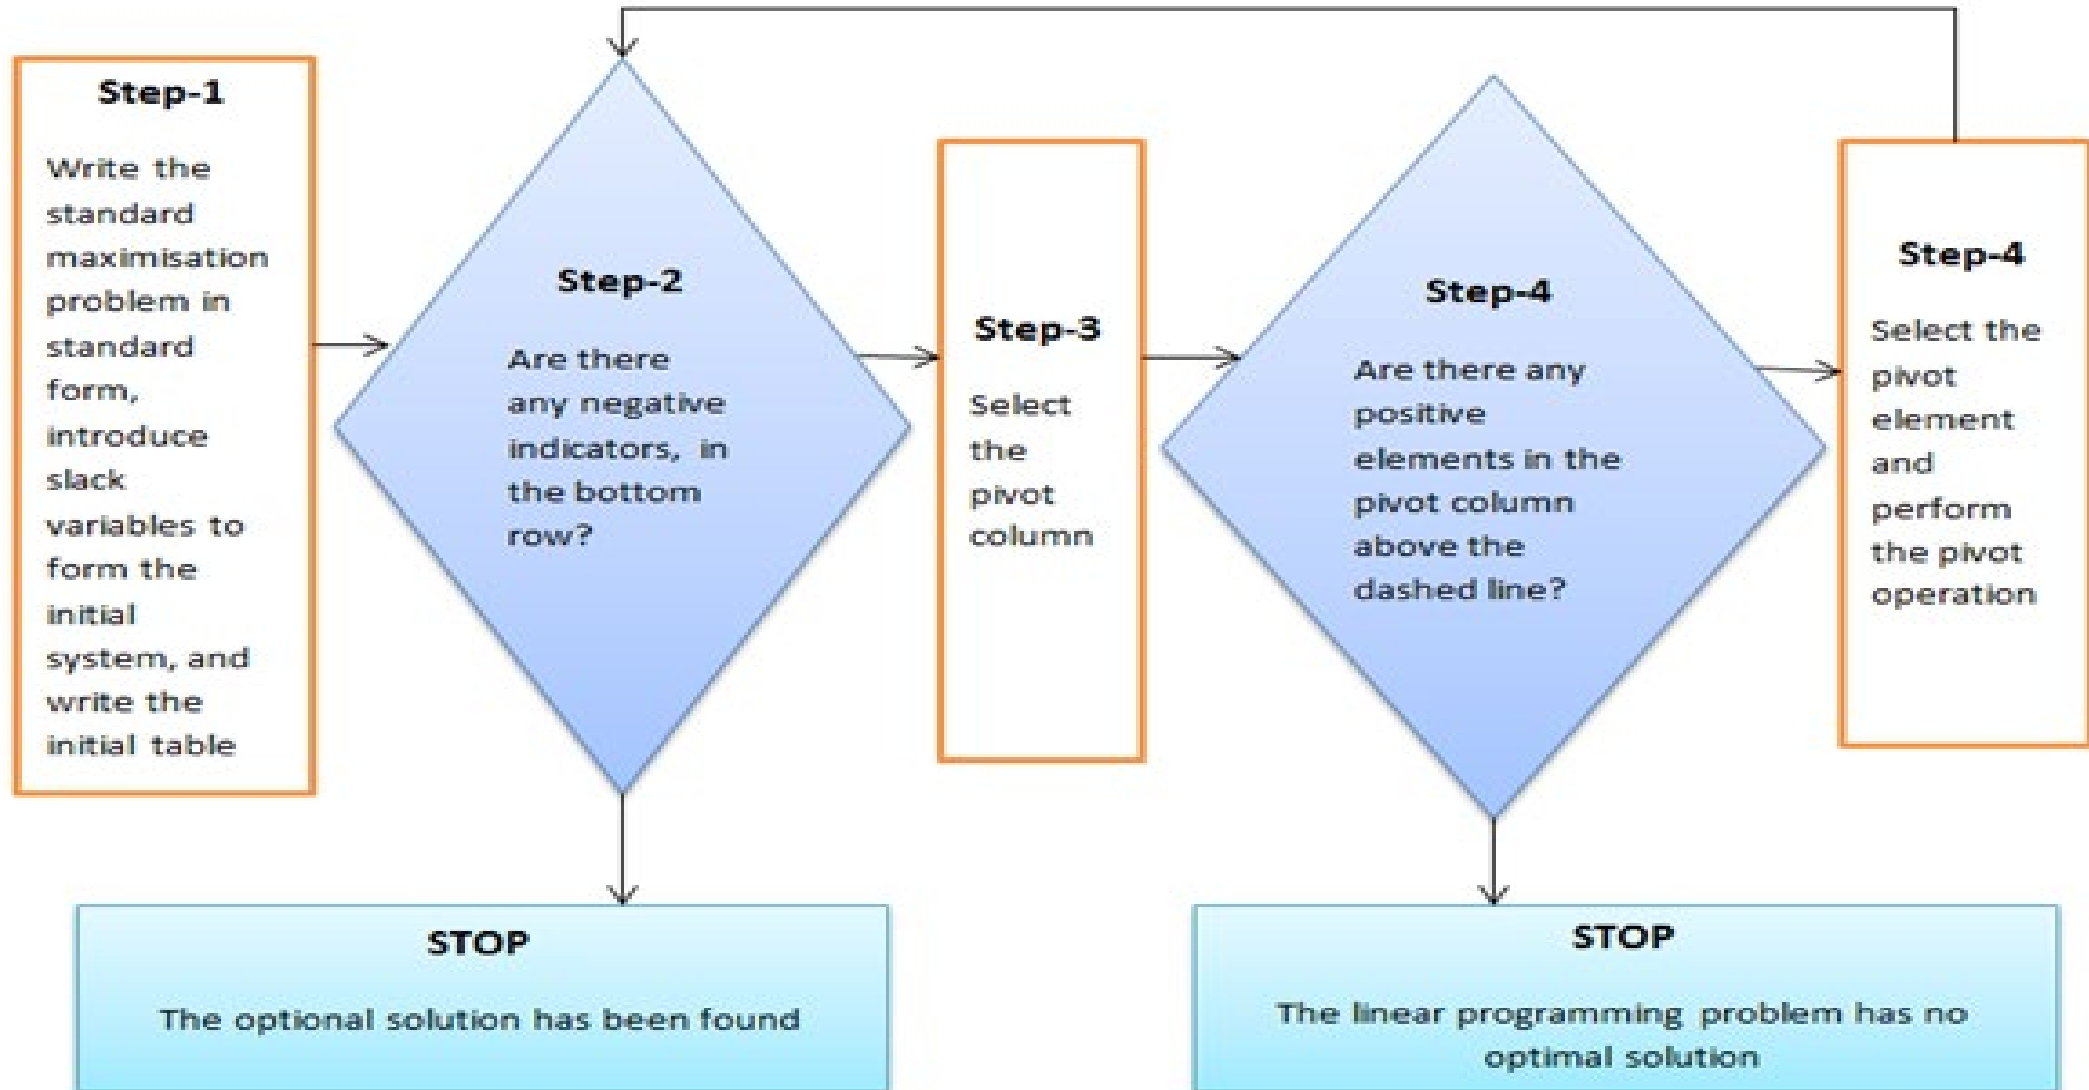 Step-1
Write the
standard
maximisation
problem in
standard
form,
introduce
slack
variables to
form the
initial
system, and
write the
initial table
Step-2
Are there
any negative
indicators, in
the bottom
row?
Step-3
Select
the
pivot
column
Step-4
Are there any
positive
elements in the
pivot column
above the
dashed line?
Step-4
Select the
pivot
element
and
perform
the pivot
operation
STOP
The optional solution has been found
STOP
The linear programming problem has no
optimal solution